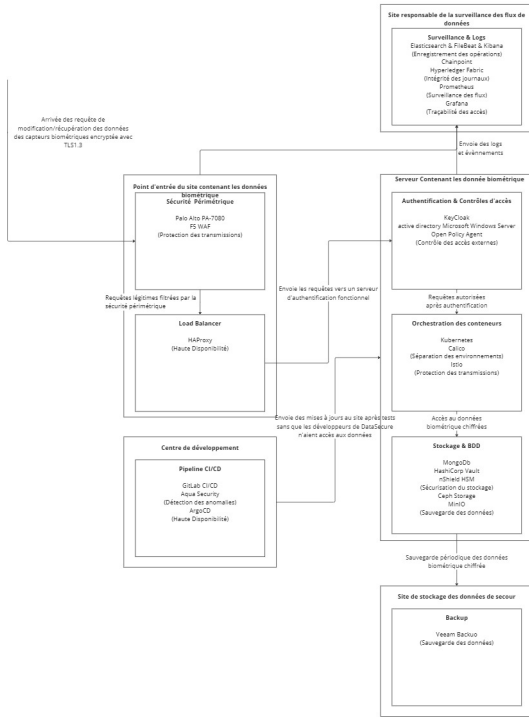 Site responsable de la surveillance des flux de
données
Surveillance & Logs
Elasticsearch & FileBeat & Kibana
(Enregistrement des opérations)
Chainpoint
Hyperledger Fabric
(Intégrité des journaux)
Prometheus
(Surveillance des flux)
Grafana
(Traçabilité des accès)
Arrivée des requête de
modification/récupération des données
des capteurs biométriques encryptée avec
TLS1.3
Envoie des logs
et évènnements
Point d'entrée du site contenant les données
biométrique
Sécurité Périmétrique
Palo Alto PA-7080
F5 WAF
(Protection des transmissions)
Requêtes légitimes filtrées par la
sécurité périmétrique
Load Balancer
HAProxy
(Haute Disponibilité)
Envoie les requêtes vers un serveur
d'authentification fonctionnel
Serveur Contenant les donnée biométrique
Authentification & Contrôles d'accès
KeyCloak
active directory Microsoft Windows Server
Open Policy Agent
(Contrôle des accès externes)
Requêtes autorisées
après authentification
Orchestration des conteneurs
Kubernetes
Calico
(Séparation des environnements)
Istio
(Protection des transmissions)
Envoie des mises à jours au site après tests
sans que les développeurs de DataSecure
n'aient accès aux données
Accès au données
biométrique chiffrées
Centre de développement
Pipeline CI/CD
GitLab CI/CD
Aqua Security
(Détection des anomalies)
ArgoCD
(Haute Disponibilité)
Stockage & BDD
MongoDb
HashiCorp Vault
nShield HSM
(Sécurisation du stockage)
Ceph Storage
MinIO
(Sauvegarde des données)
Sauvegarde périodique des données
biométrique chiffrée
Site de stockage des données de secour
Backup
Veeam Backuo
(Sauvegarde des données)